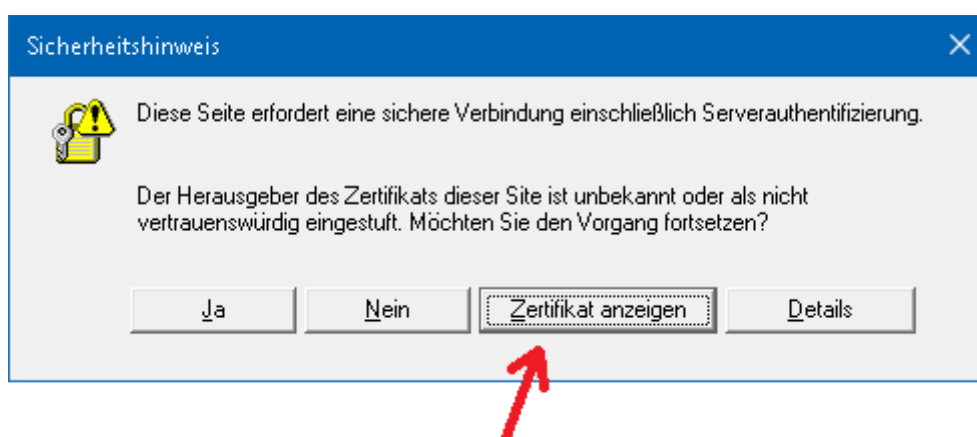 Sicherheitshinweis
Diese Seite erfordert eine sichere Verbindung einschließlich Serverauthentifizierung.
Der Herausgeber des Zertifikats dieser Site ist unbekannt oder als nicht
vertrauenswürdig eingestuft. Möchten Sie den Vorgang fortsetzen?
Ja Nein Zertifikat anzeigen Details